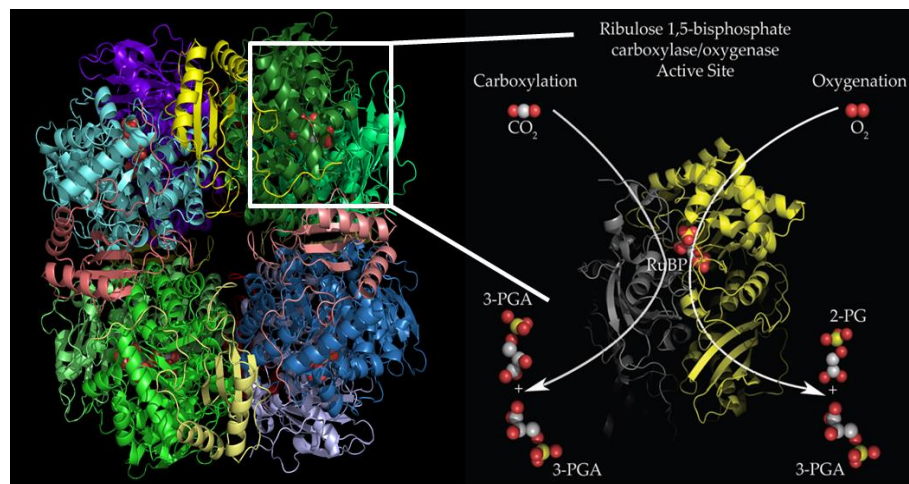 Ribulose 1,5-bisphosphate
carboxylase/oxygenase
Active Site
Carboxylation
Oxygenation
CO₂
O₂
RuBP
3-PGA
2-PG
+
+
3-PGA
3-PGA